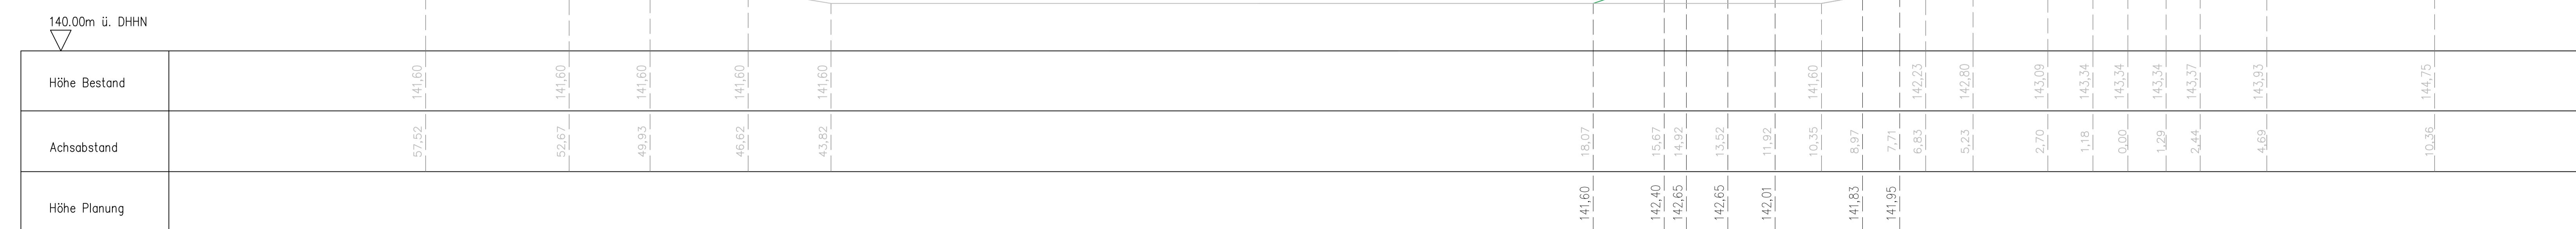 140.00m ü. DHHN
Höhe Bestand 141,60 141,60 141,60 141,60 141,60 141,60 142,23 142,80 143,09 143,34 143,34 143,34 143,37 143,93 144,75
Achsabstand 57,52 52,67 49,93 46,62 43,82 18,07 15,67 14,92 13,52 11,92 10,35 8,97 7,71 6,83 5,23 2,70 1,18 0,00 1,29 2,44 4,69 10,36
Höhe Planung 141,60 142,40 142,65 142,65 142,01 141,83 141,95